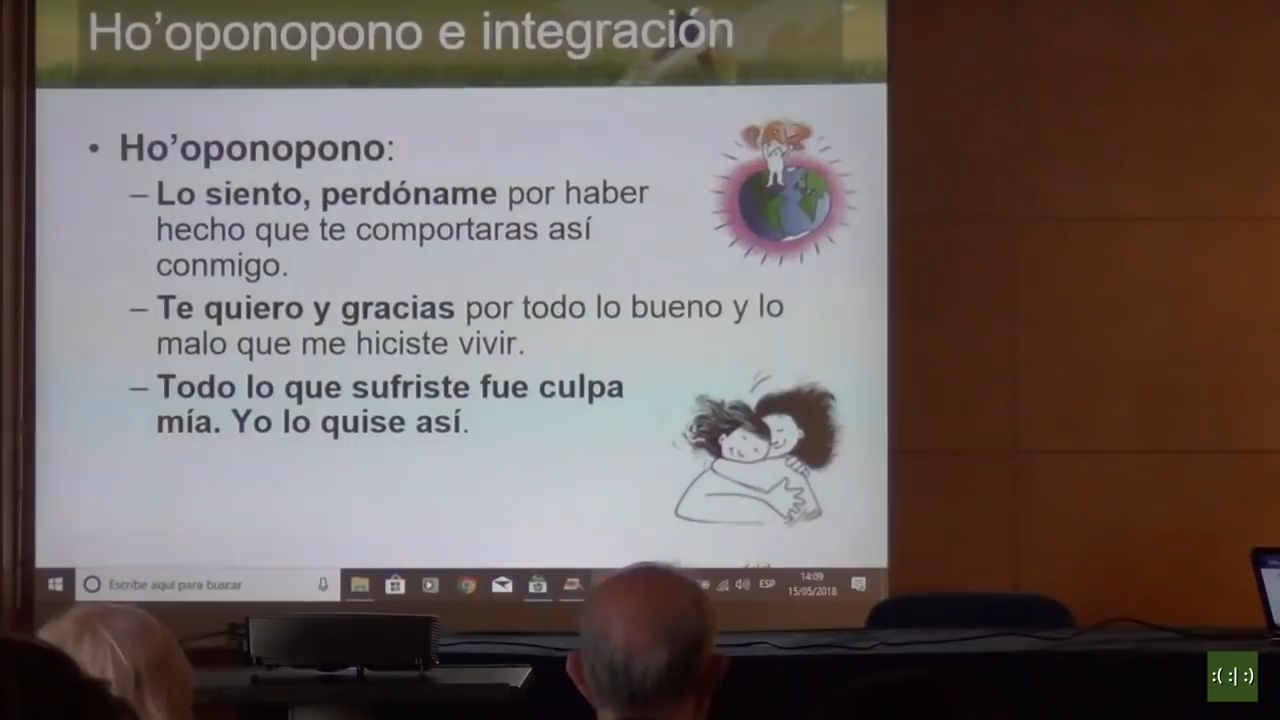 Ho'oponopono e integración
• Ho'oponopono:
– Lo siento, perdóname por haber
hecho que te comportaras así
conmigo.
– Te quiero y gracias por todo lo bueno y lo
malo que me hiciste vivir.
– Todo lo que sufriste fue culpa
mía. Yo lo quise así.
Escribe aquí para buscar
ESP
14:09
15/05/2018
:( :| :)